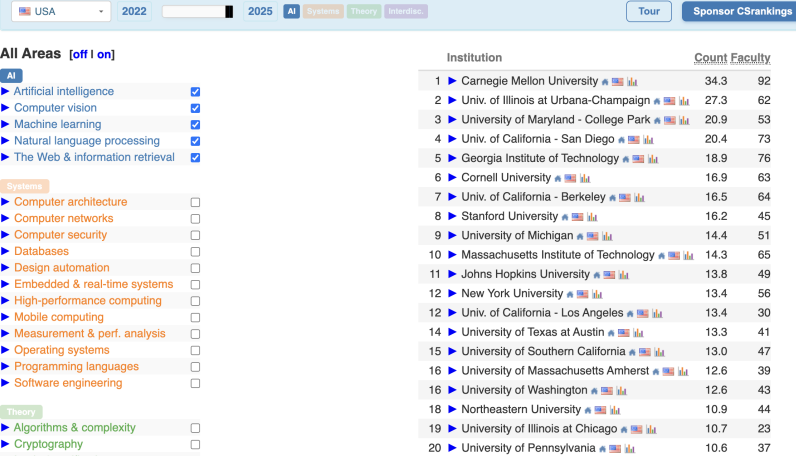 USA 2022 2025 AI Systems Theory Interdisc. Tour Sponsor CSrankings
All Areas [off | on]
AI
Artificial intelligence
Computer vision
Machine learning
Natural language processing
The Web & information retrieval
Systems
Computer architecture
Computer networks
Computer security
Databases
Design automation
Embedded & real-time systems
High-performance computing
Mobile computing
Measurement & perf. analysis
Operating systems
Programming languages
Software engineering
Theory
Algorithms & complexity
Cryptography
Institution Count Faculty
1 Carnegie Mellon University 34.3 92
2 Univ. of Illinois at Urbana-Champaign 27.3 62
3 University of Maryland - College Park 20.9 53
4 Univ. of California - San Diego 20.4 73
5 Georgia Institute of Technology 18.9 76
6 Cornell University 16.9 63
7 Univ. of California - Berkeley 16.5 64
8 Stanford University 16.2 45
9 University of Michigan 14.4 51
10 Massachusetts Institute of Technology 14.3 65
11 Johns Hopkins University 13.8 49
12 New York University 13.4 56
12 Univ. of California - Los Angeles 13.4 30
14 University of Texas at Austin 13.3 41
15 University of Southern California 13.0 47
16 University of Massachusetts Amherst 12.6 39
16 University of Washington 12.6 43
18 Northeastern University 10.9 44
19 University of Illinois at Chicago 10.7 23
20 University of Pennsylvania 10.6 37